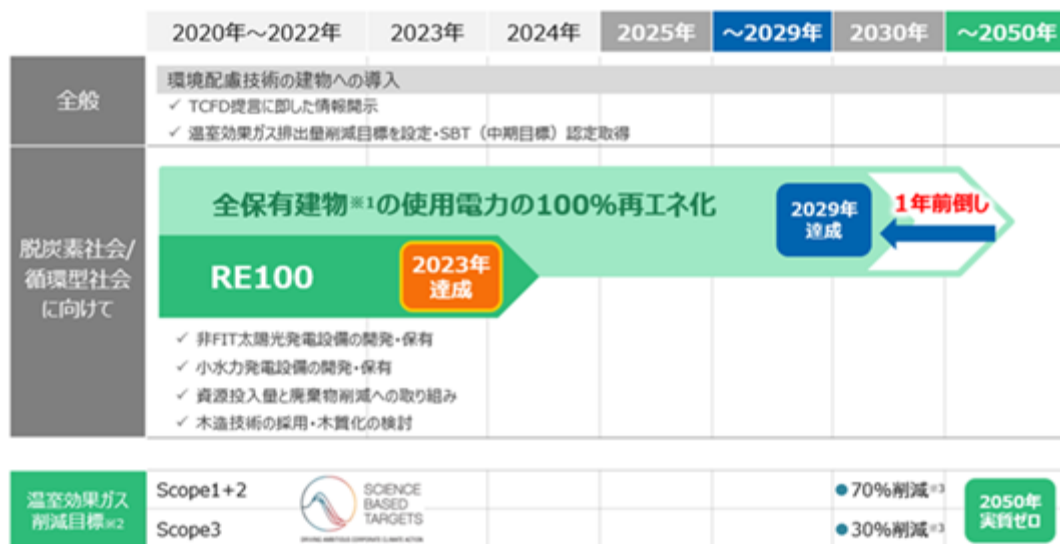 2020年～2022年 2023年 2024年 2025年 ～2029年 2030年 ～2050年
全般
環境配慮技術の建物への導入
✓ TCFD提言に即した情報開示
✓ 温室効果ガス排出量削減目標を設定・SBT（中期目標）認定取得
脱炭素社会/
循環型社会
に向けて
全保有建物※1の使用電力の100%再エネ化
2029年
達成
1年前倒し
RE100
2023年
達成
✓ 非FIT太陽光発電設備の開発・保有
✓ 小水力発電設備の開発・保有
✓ 資源投入量と廃棄物削減への取り組み
✓ 木造技術の採用・木質化の検討
温室効果ガス
削減目標※2
Scope1+2
SCIENCE
BASED
TARGETS
DRIVING AMBITIOUS CORPORATE CLIMATE ACTION
●70%削減※3
Scope3
●30%削減※3
2050年
実質ゼロ